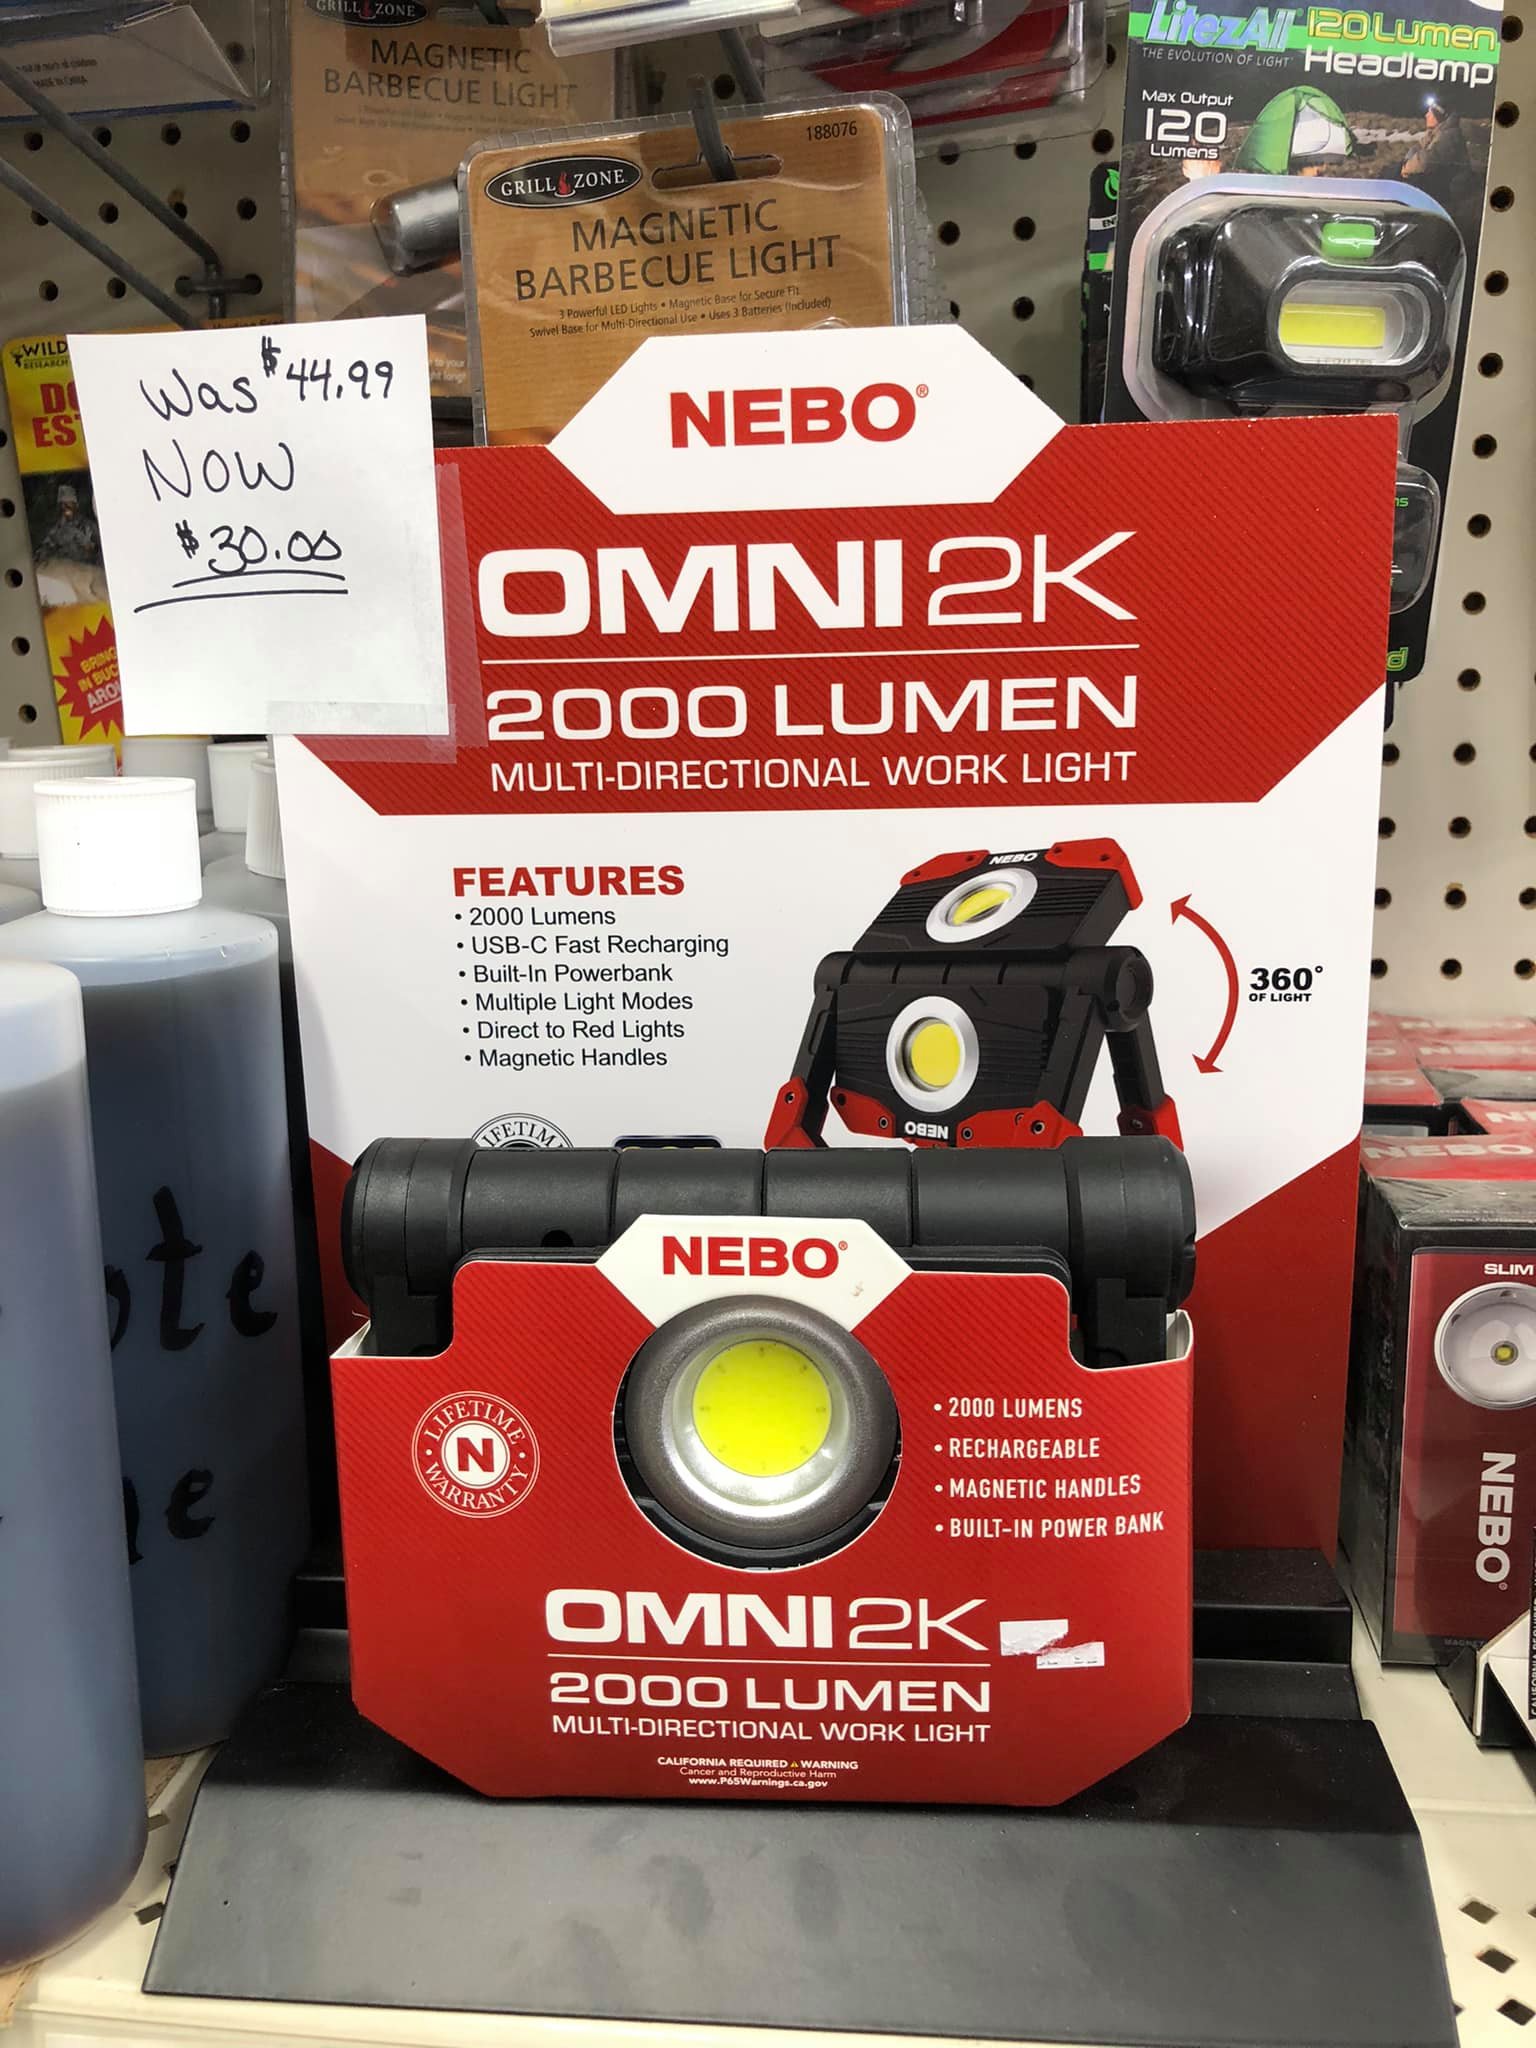 GRILL ZONE
MAGNETIC
BARBECUE LIGHT
188076
GRILL ZONE
MAGNETIC
BARBECUE LIGHT
3 Powerful LED Lights • Magnetic Base for Secure Fit
Swivel Base for Multi-Directional Use • Uses 3 Batteries (Included)
LitezAll 120 Lumen
THE EVOLUTION OF LIGHT
Headlamp
Max Output
120
Lumens
WILD
RESEARCH
ES
BRING
Was $44.99
NOW
$30.00
NEBO®
OMNI 2K
2000 LUMEN
MULTI-DIRECTIONAL WORK LIGHT
FEATURES
• 2000 Lumens
• USB-C Fast Recharging
• Built-In Powerbank
• Multiple Light Modes
• Direct to Red Lights
• Magnetic Handles
NEBO
360°
OF LIGHT
NEBO
NEBO®
LIFETIME
N
WARRANTY
• 2000 LUMENS
• RECHARGEABLE
• MAGNETIC HANDLES
• BUILT-IN POWER BANK
OMNI 2K
2000 LUMEN
MULTI-DIRECTIONAL WORK LIGHT
CALIFORNIA REQUIRED ⚠ WARNING
Cancer and Reproductive Harm
www.P65Warnings.ca.gov
NEBO
SLIM
NEBO®